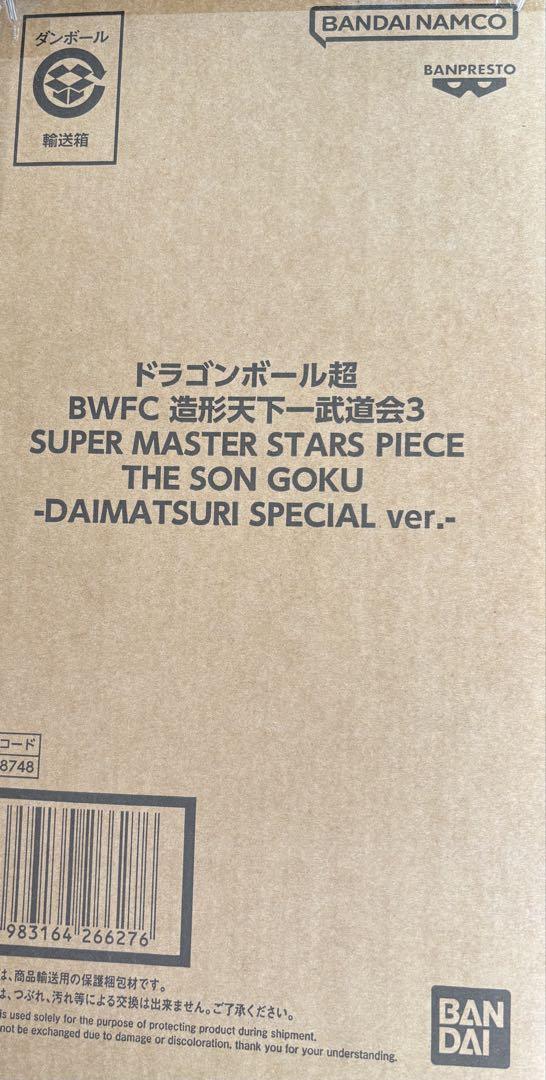 ダンボール
輸送箱
BANDAI NAMCO
BANPRESTO
ドラゴンボール超
BWFC 造形天下一武道会3
SUPER MASTER STARS PIECE
THE SON GOKU
-DAIMATSURI SPECIAL ver.-
コード
8748
983164 266276
は、商品輸送用の保護梱包材です。
は、つぶれ、汚れ等による交換は出来ません。ご了承ください。
is used solely for the purpose of protecting product during shipment.
not be exchanged due to damage or discoloration. thank you for your understanding.
BAN
DAI